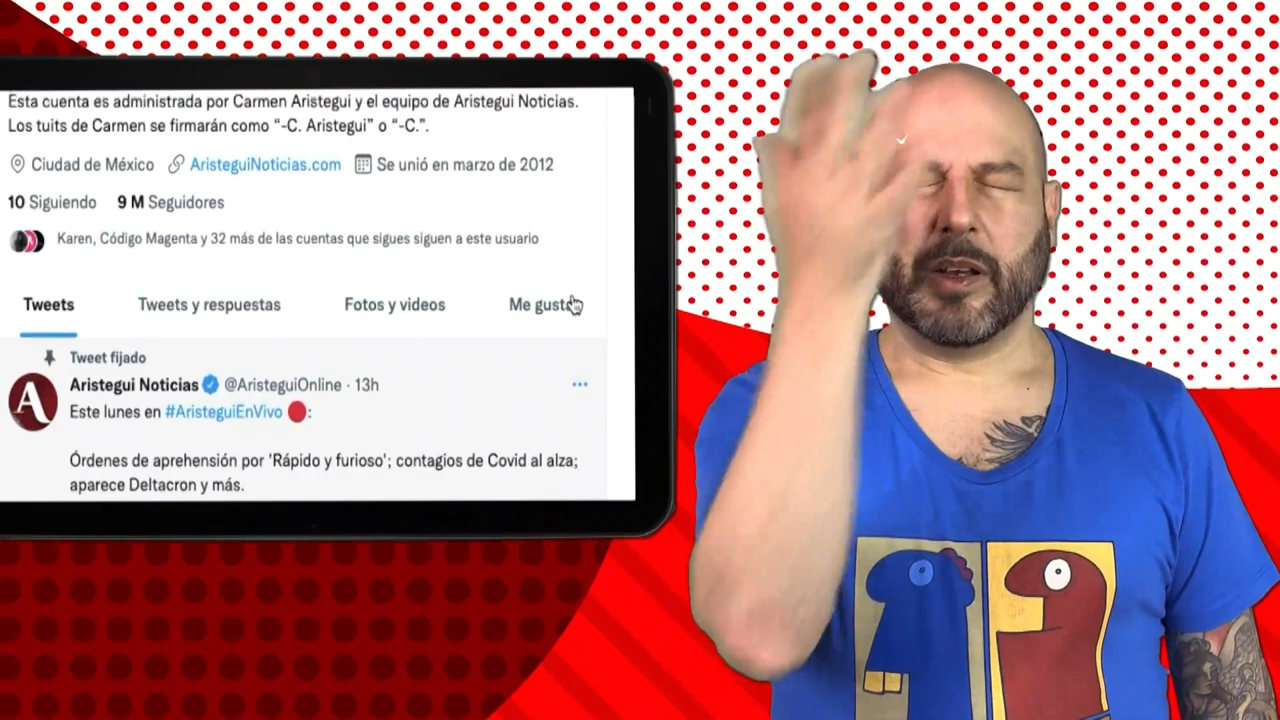 Esta cuenta es administrada por Carmen Aristegui y el equipo de Aristegui Noticias.
Los tuits de Carmen se firmarán como “-C. Aristegui” o “-C.”.
Ciudad de México AristeguiNoticias.com Se unió en marzo de 2012
10 Siguiendo 9 M Seguidores
Karen, Código Magenta y 32 más de las cuentas que sigues siguen a este usuario
Tweets Tweets y respuestas Fotos y videos Me gusta
Tweet fijado
A
Aristegui Noticias @AristeguiOnline · 13h
Este lunes en #AristeguiEnVivo 🔴:
Órdenes de aprehensión por 'Rápido y furioso'; contagios de Covid al alza;
aparece Deltacron y más.